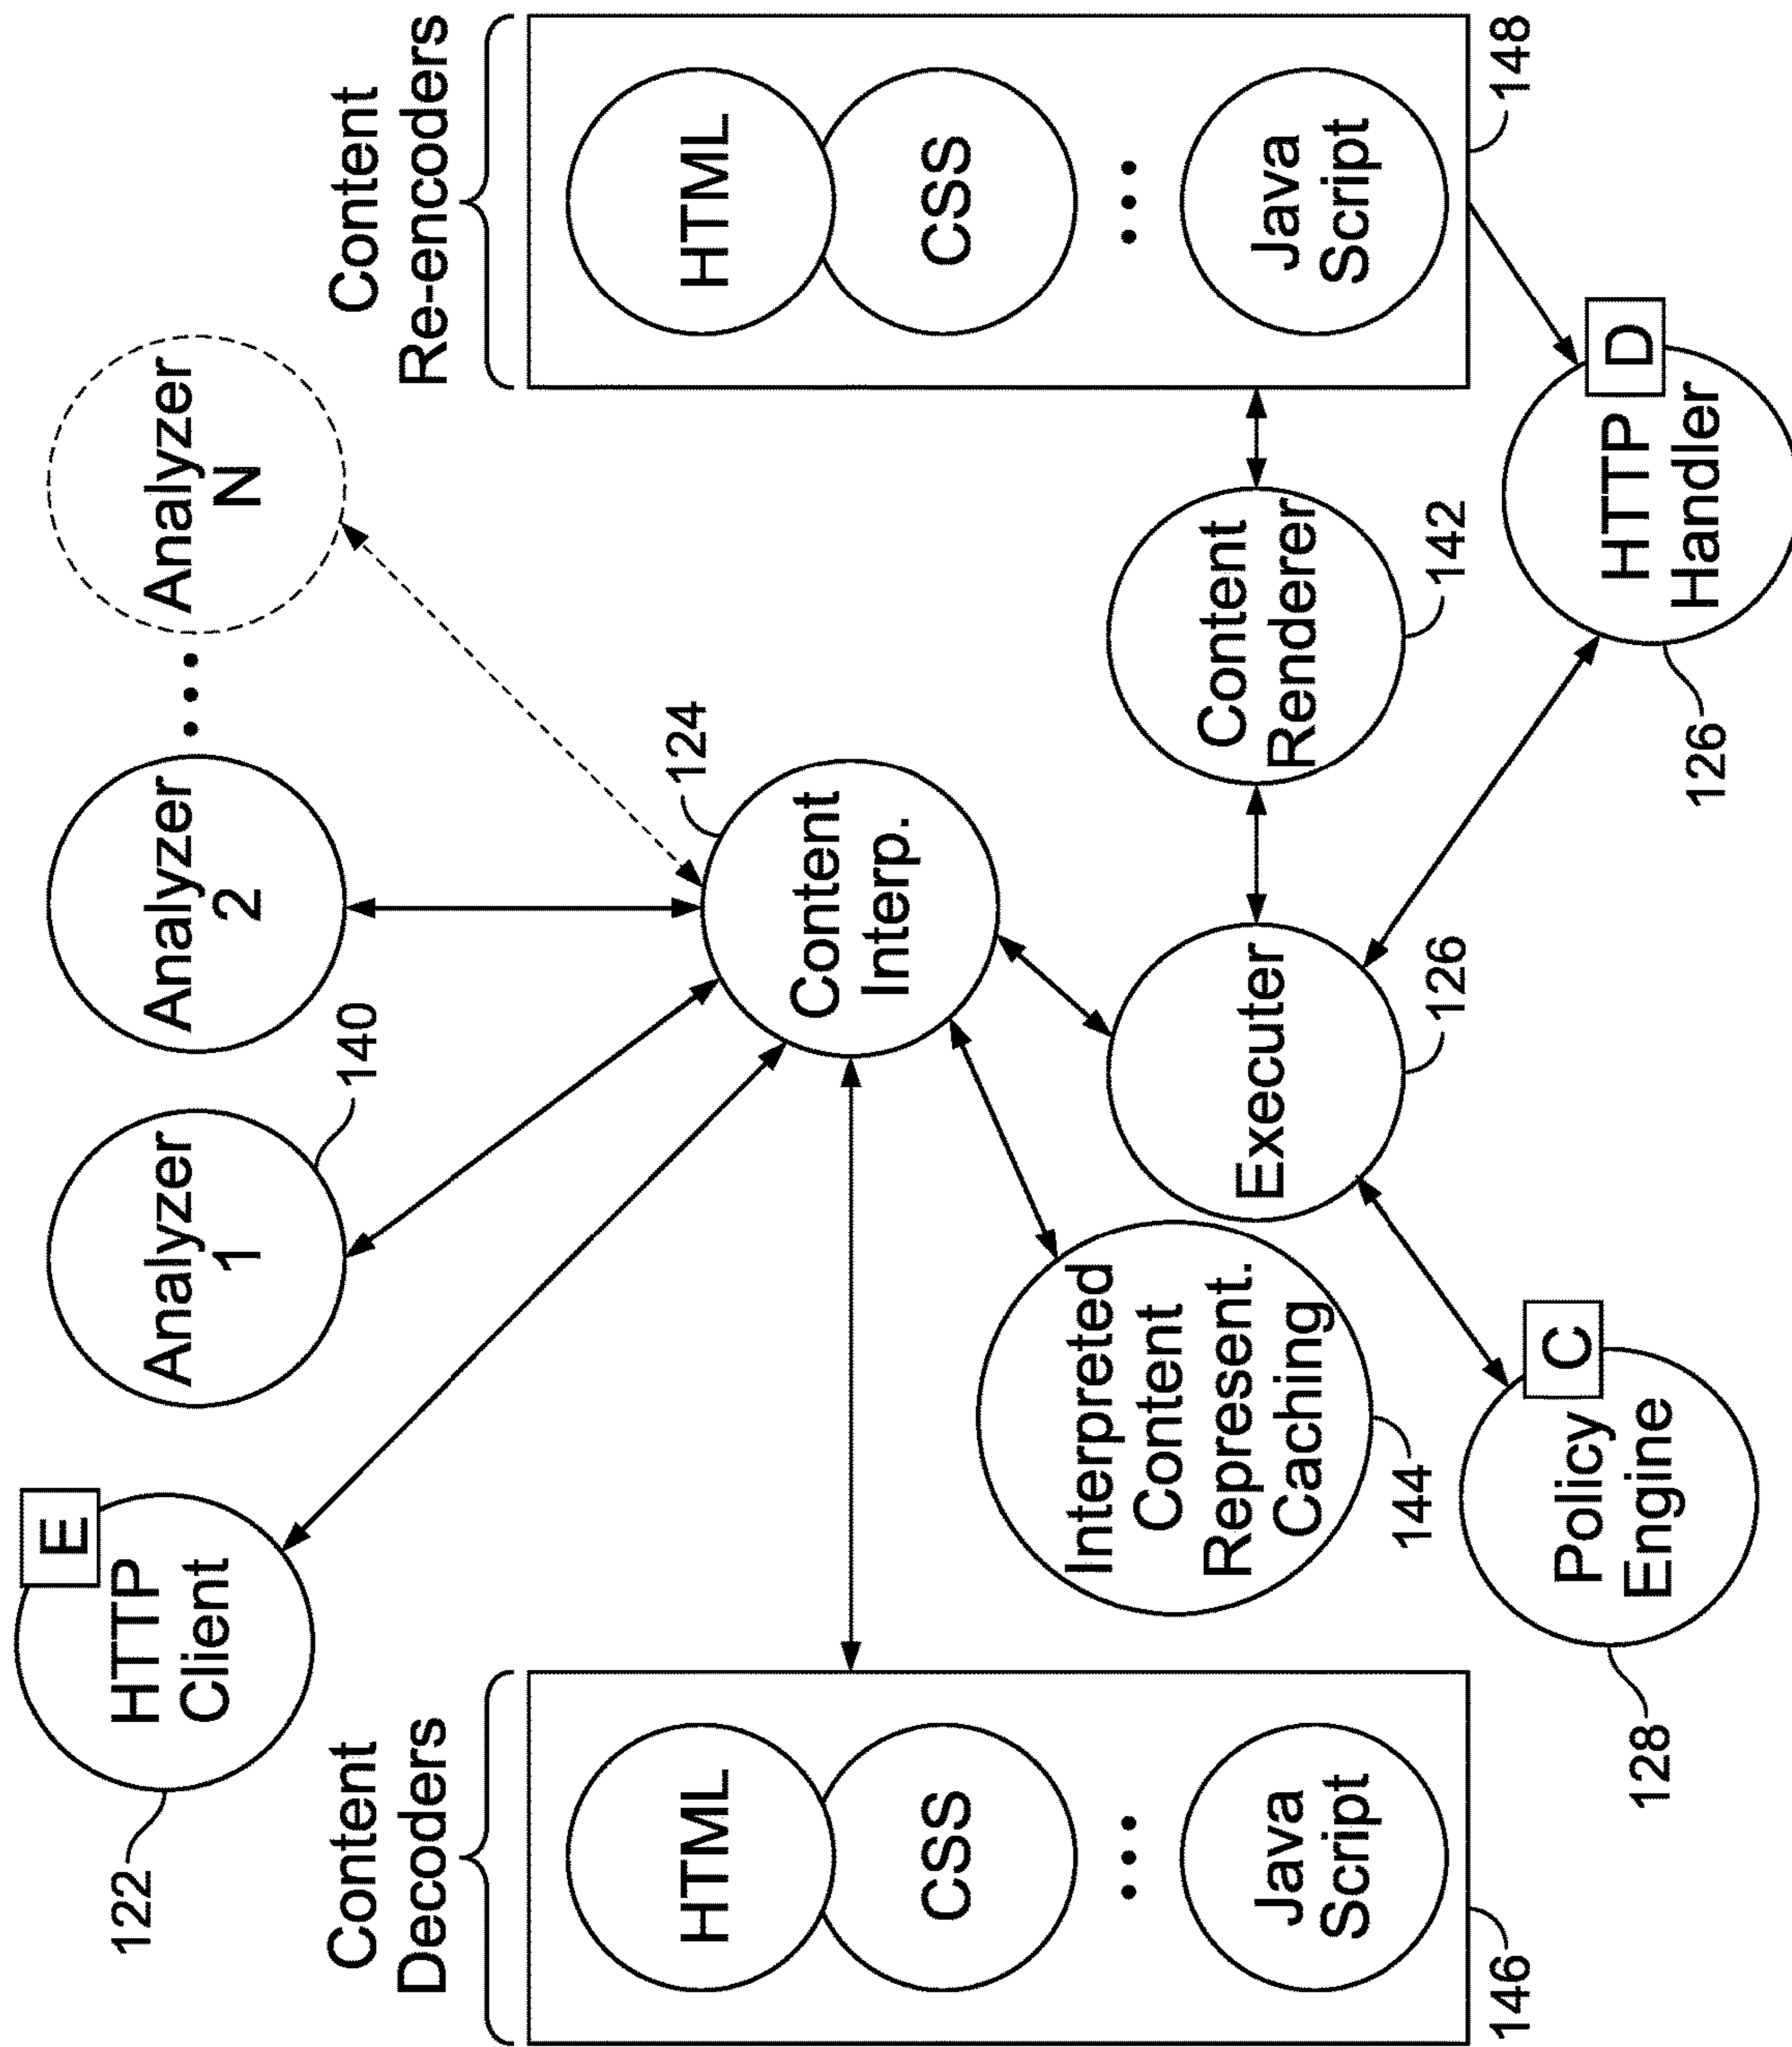 122
HTTP
Client
E
Analyzer
1
140
Analyzer
2
Analyzer
N
Content
Decoders
HTML
CSS
Java
Script
146
Content
Interp.
124
Content
Re-encoders
HTML
CSS
Java
Script
148
Interpreted
Content
Represent.
Caching
144
Executer
126
Content
Renderer
142
Policy
Engine
C
128
HTTP
Handler
D
126